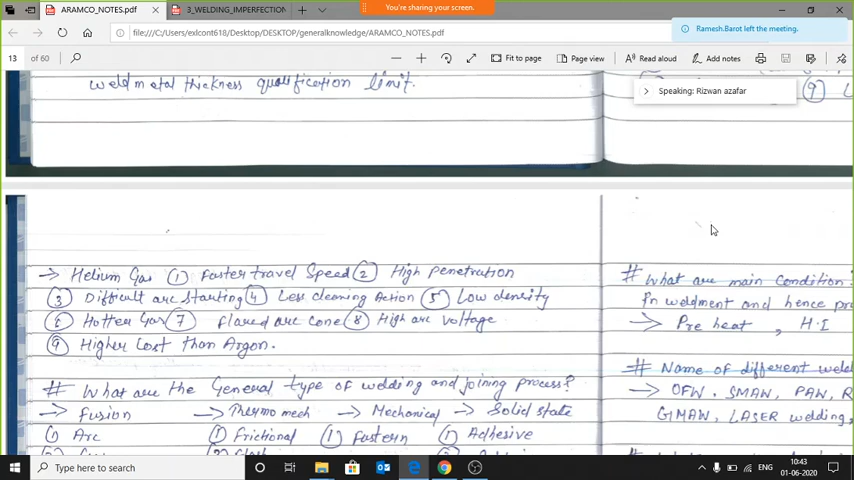 ARAMCO_NOTES.pdf
3_WELDING_IMPERFECTION
You're sharing your screen.
Ramesh.Barot left the meeting.
file:///C:/Users/exlcont618/Desktop/DESKTOP/generalknowledge/ARAMCO_NOTES.pdf
13 of 60
Fit to page
Page view
Read aloud
Add notes
Speaking: Rizwan azafar
weldmetal thickness qualification limit.
9
→ Helium Gas ① Faster travel Speed ② High penetration
③ Difficult arc starting ④ Less cleaning Action ⑤ Low density
⑥ Hotter Gas ⑦ Flared arc cone ⑧ High arc voltage
⑨ Higher Cost than Argon.
# What are the General type of welding and joining process?
→ Fusion → Thermo mech → Mechanical → Solid state
① Arc ① Frictional ① Fastern ① Adhesive
# What are main condition
In weldment and hence
→ Pre heat , H.I
# Name of different
→ OFW. SMAW, PAW, R
GMAW, LASER welding,
Type here to search
ENG
10:43
01-06-2020